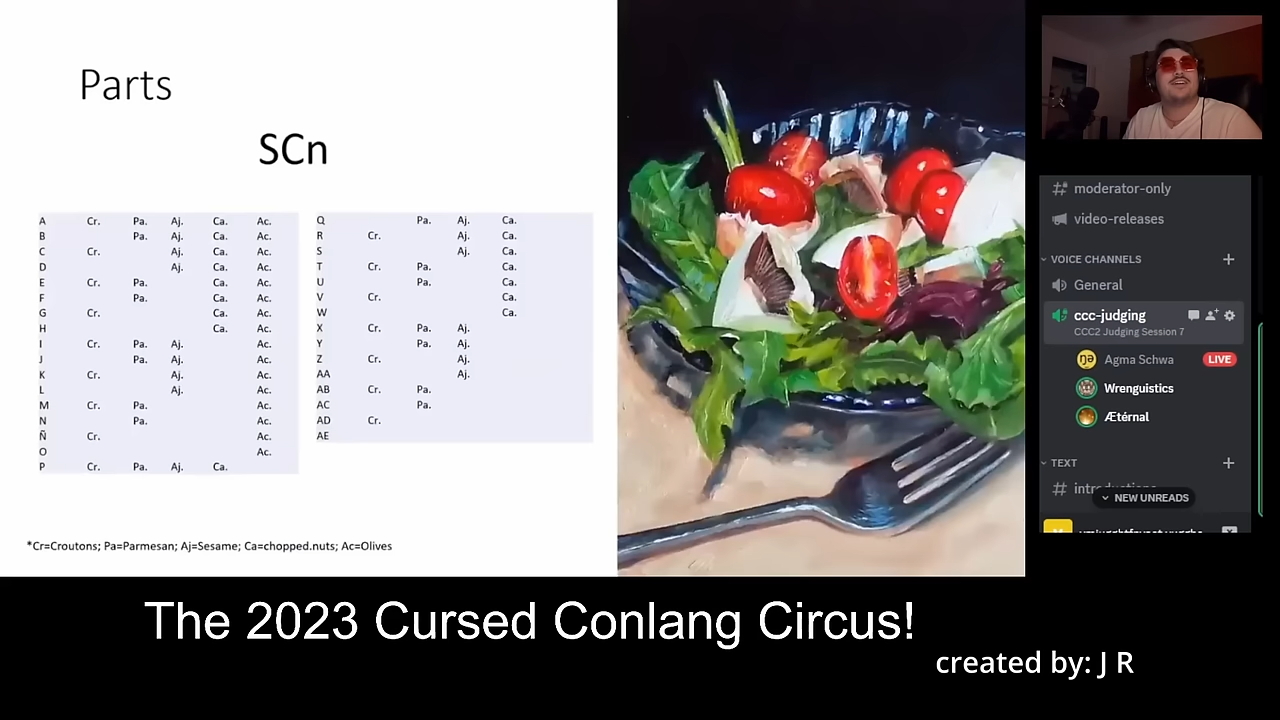 Parts
SCn
A Cr. Pa. Aj. Ca. Ac.
B Pa. Aj. Ca. Ac.
C Cr. Aj. Ca. Ac.
D Aj. Ca. Ac.
E Cr. Pa. Ca. Ac.
F Pa. Ca. Ac.
G Cr. Ca. Ac.
H Ca. Ac.
I Cr. Pa. Aj. Ac.
J Pa. Aj. Ac.
K Cr. Aj. Ac.
L Aj. Ac.
M Cr. Pa. Ac.
N Pa. Ac.
Ñ Cr. Ac.
O Ac.
P Cr. Pa. Aj. Ca.
Q Pa. Aj. Ca.
R Cr. Aj. Ca.
S Aj. Ca.
T Cr. Pa. Ca.
U Pa. Ca.
V Cr. Ca.
W Ca.
X Cr. Pa. Aj.
Y Pa. Aj.
Z Cr. Aj.
AA Aj.
AB Cr. Pa.
AC Pa.
AD Cr.
AE
*Cr=Croutons; Pa=Parmesan; Aj=Sesame; Ca=chopped.nuts; Ac=Olives
moderator-only
video-releases
VOICE CHANNELS
General
ccc-judging
CCC2 Judging Session 7
ŋə Agma Schwa LIVE
Wrenguistics
Ætérnal
TEXT
NEW UNREADS
The 2023 Cursed Conlang Circus!
created by: J R